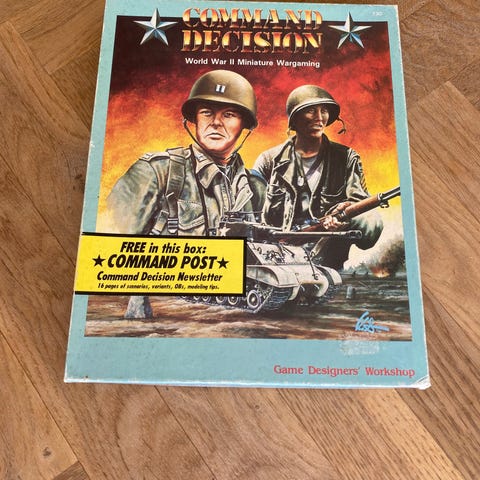 730
COMMAND
DECISION
World War II Miniature Wargaming
FREE in this box:
★ COMMAND POST ★
Command Decision Newsletter
16 pages of scenarios, variants, OBs, modeling tips.
Game Designers' Workshop